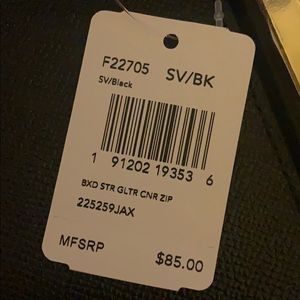 F22705 SV/BK
SV/Black
1 91202 19353 6
BXD STR GLTR CNR ZIP
225259JAX
MFSRP $85.00